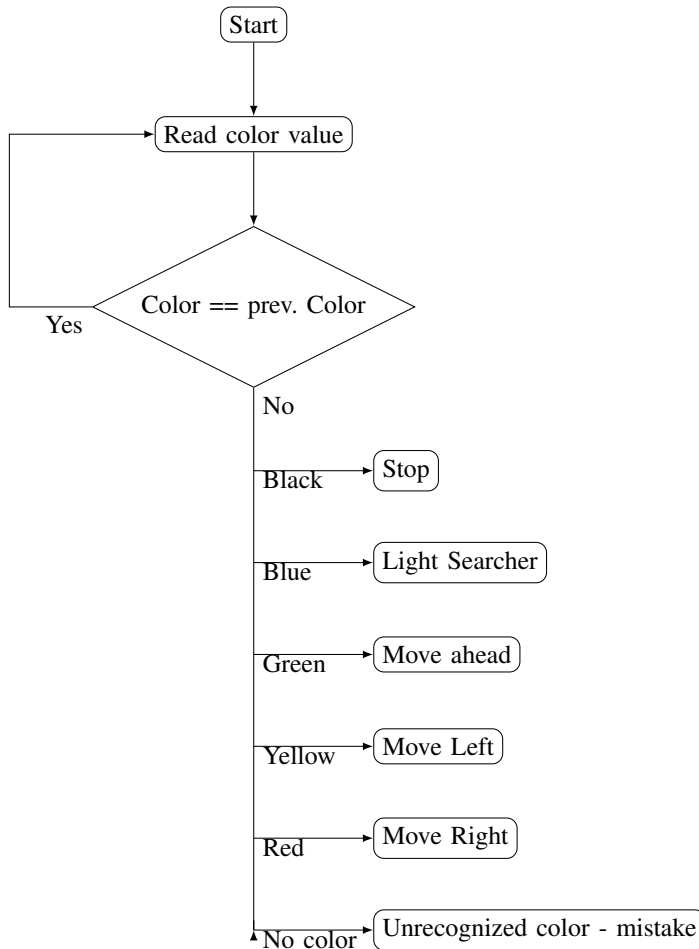 Start
Read color value
Color == prev. Color
Yes
No
Black
Stop
Blue
Light Searcher
Green
Move ahead
Yellow
Move Left
Red
Move Right
No color
Unrecognized color - mistake